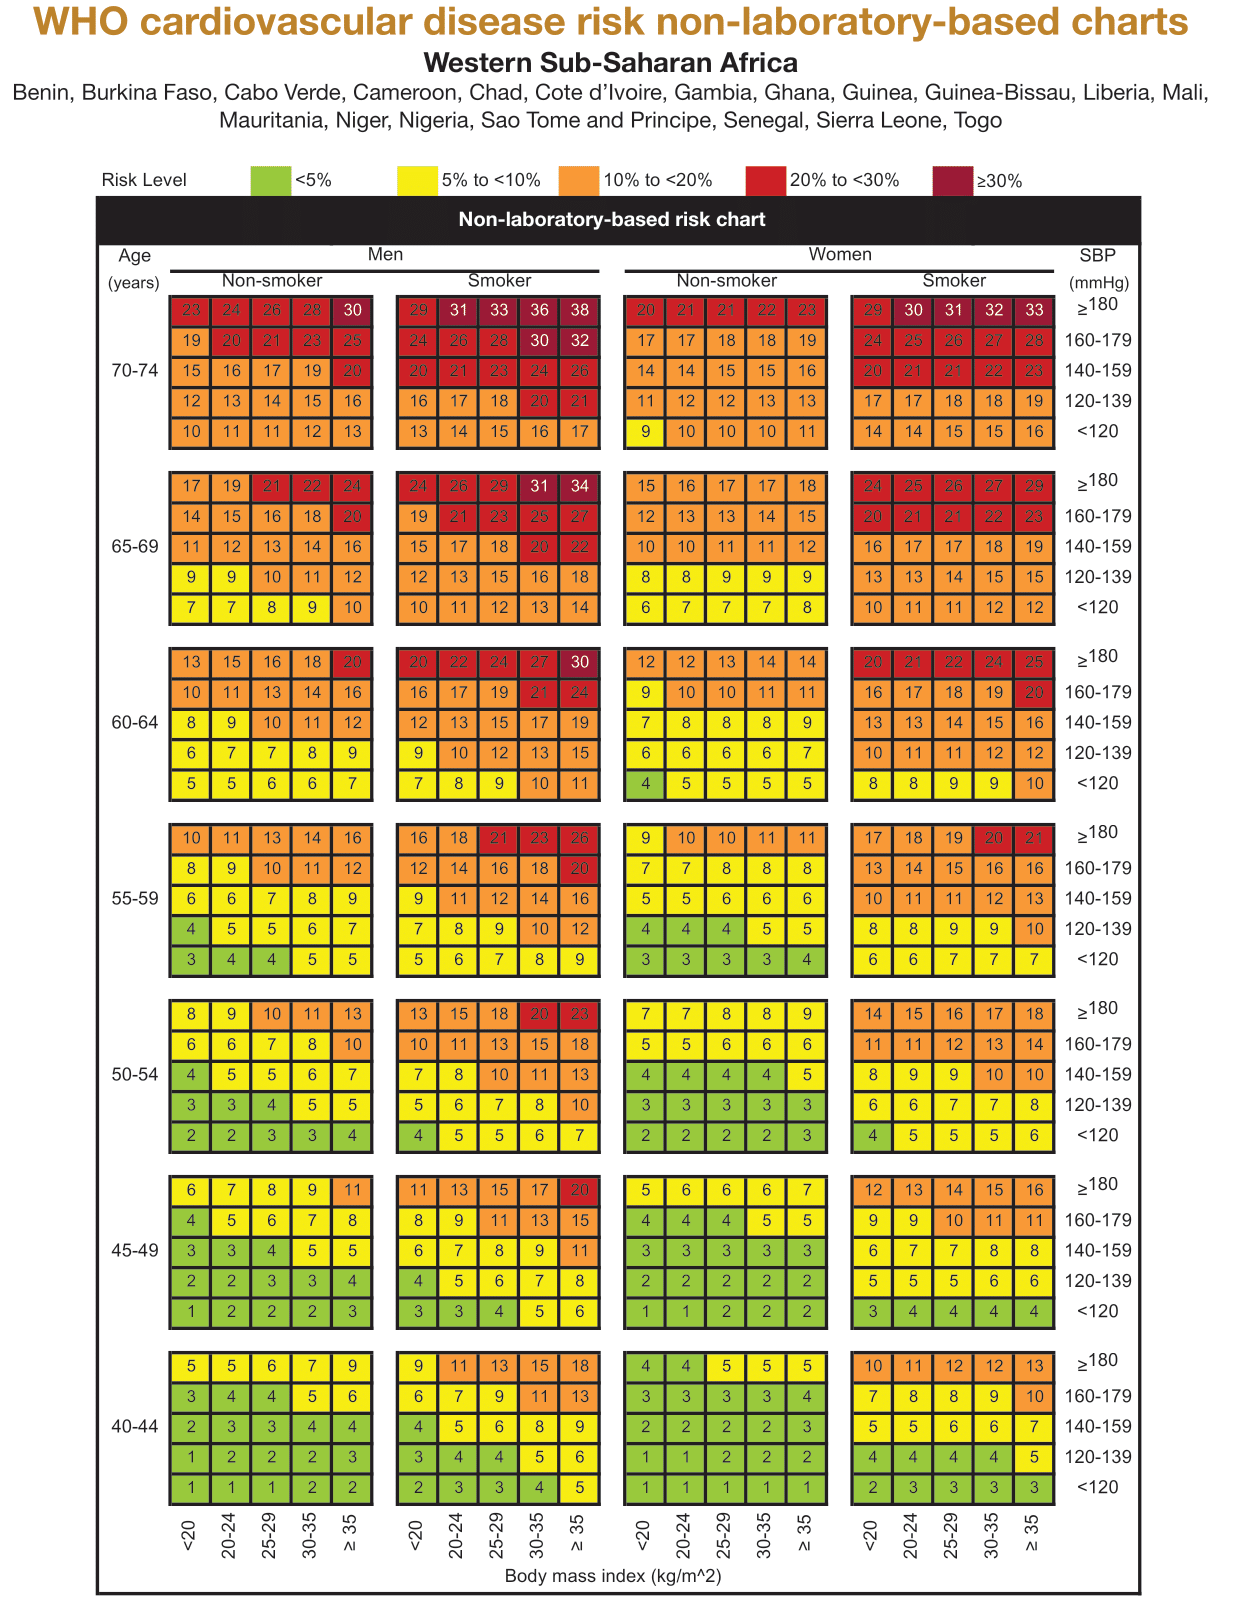 WHO cardiovascular disease risk non-laboratory-based charts
Western Sub-Saharan Africa
Benin, Burkina Faso, Cabo Verde, Cameroon, Chad, Cote d’Ivoire, Gambia, Ghana, Guinea, Guinea-Bissau, Liberia, Mali,
Mauritania, Niger, Nigeria, Sao Tome and Principe, Senegal, Sierra Leone, Togo
Risk Level <5% 5% to <10% 10% to <20% 20% to <30% ≥30%
Non-laboratory-based risk chart
Age Men Women SBP
(years) Non-smoker Smoker Non-smoker Smoker (mmHg)
23 24 26 28 30 29 31 33 36 38 20 21 21 22 23 29 30 31 32 33 ≥180
19 20 21 23 25 24 26 28 30 32 17 17 18 18 19 24 25 26 27 28 160-179
70-74 15 16 17 19 20 20 21 23 24 26 14 14 15 15 16 20 21 21 22 23 140-159
12 13 14 15 16 16 17 18 20 21 11 12 12 13 13 17 17 18 18 19 120-139
10 11 11 12 13 13 14 15 16 17 9 10 10 10 11 14 14 15 15 16 <120
17 19 21 22 24 24 26 29 31 34 15 16 17 17 18 24 25 26 27 29 ≥180
14 15 16 18 20 19 21 23 25 27 12 13 13 14 15 20 21 21 22 23 160-179
65-69 11 12 13 14 16 15 17 18 20 22 10 10 11 11 12 16 17 17 18 19 140-159
9 9 10 11 12 12 13 15 16 18 8 8 9 9 9 13 13 14 15 15 120-139
7 7 8 9 10 10 11 12 13 14 6 7 7 7 8 10 11 11 12 12 <120
13 15 16 18 20 20 22 24 27 30 12 12 13 14 14 20 21 22 24 25 ≥180
10 11 13 14 16 16 17 19 21 24 9 10 10 11 11 16 17 18 19 20 160-179
60-64 8 9 10 11 12 12 13 15 17 19 7 8 8 8 9 13 13 14 15 16 140-159
6 7 7 8 9 9 10 12 13 15 6 6 6 6 7 10 11 11 12 12 120-139
5 5 6 6 7 7 8 9 10 11 4 5 5 5 5 8 8 9 9 10 <120
10 11 13 14 16 16 18 21 23 26 9 10 10 11 11 17 18 19 20 21 ≥180
8 9 10 11 12 12 14 16 18 20 7 7 8 8 8 13 14 15 16 16 160-179
55-59 6 6 7 8 9 9 11 12 14 16 5 5 6 6 6 10 11 11 12 13 140-159
4 5 5 6 7 7 8 9 10 12 4 4 4 5 5 8 8 9 9 10 120-139
3 4 4 5 5 5 6 7 8 9 3 3 3 3 4 6 6 7 7 7 <120
8 9 10 11 13 13 15 18 20 23 7 7 8 8 9 14 15 16 17 18 ≥180
6 6 7 8 10 10 11 13 15 18 5 5 6 6 6 11 11 12 13 14 160-179
50-54 4 5 5 6 7 7 8 10 11 13 4 4 4 4 5 8 9 9 10 10 140-159
3 3 4 5 5 5 6 7 8 10 3 3 3 3 3 6 6 7 7 8 120-139
2 2 3 3 4 4 5 5 6 7 2 2 2 2 3 4 5 5 5 6 <120
6 7 8 9 11 11 13 15 17 20 5 6 6 6 7 12 13 14 15 16 ≥180
4 5 6 7 8 8 9 11 13 15 4 4 4 5 5 9 9 10 11 11 160-179
45-49 3 3 4 5 5 6 7 8 9 11 3 3 3 3 3 6 7 7 8 8 140-159
2 2 3 3 4 4 5 6 7 8 2 2 2 2 2 5 5 5 6 6 120-139
1 2 2 2 3 3 3 4 5 6 1 1 2 2 2 3 4 4 4 4 <120
5 5 6 7 9 9 11 13 15 18 4 4 5 5 5 10 11 12 12 13 ≥180
3 4 4 5 6 6 7 9 11 13 3 3 3 3 4 7 8 8 9 10 160-179
40-44 2 3 3 4 4 4 5 6 8 9 2 2 2 2 3 5 5 6 6 7 140-159
1 2 2 2 3 3 4 4 5 6 1 1 2 2 2 4 4 4 4 5 120-139
1 1 1 2 2 2 3 3 4 5 1 1 1 1 1 2 3 3 3 3 <120
<20 20-24 25-29 30-35 ≥ 35 <20 20-24 25-29 30-35 ≥ 35 <20 20-24 25-29 30-35 ≥ 35 <20 20-24 25-29 30-35 ≥ 35
Body mass index (kg/m^2)